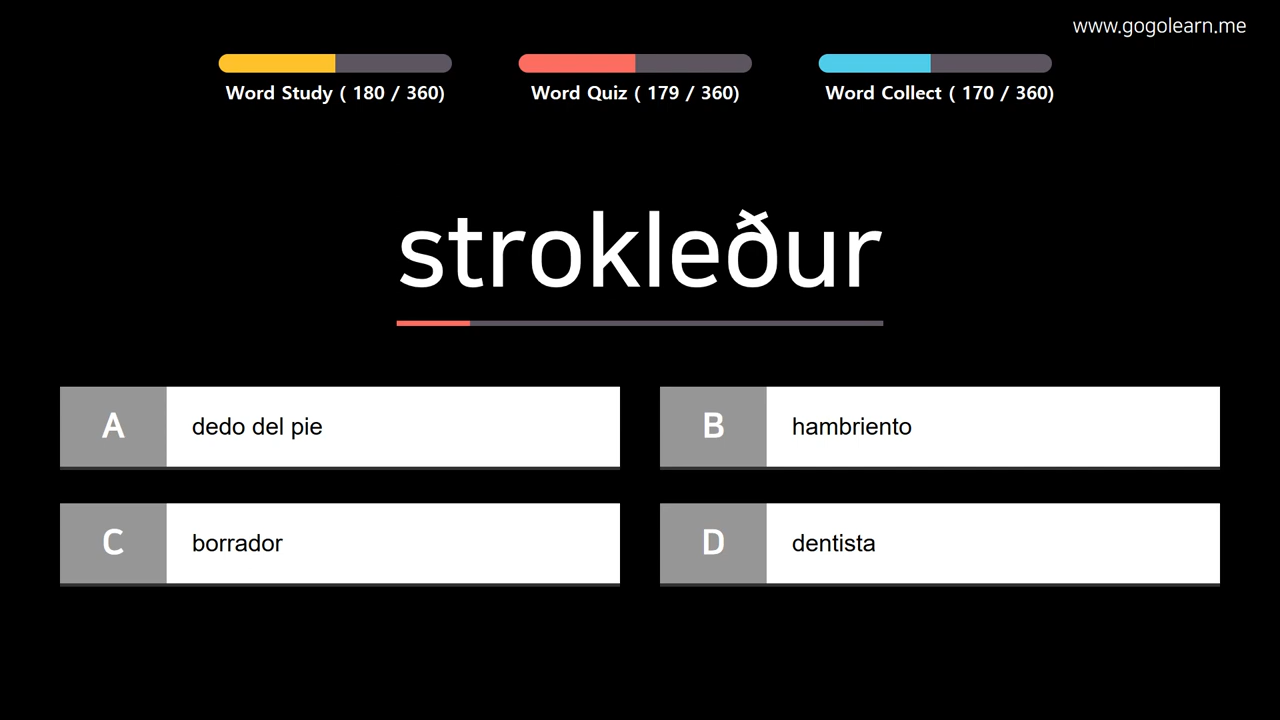 www.gogolearn.me
Word Study ( 180 / 360)
Word Quiz ( 179 / 360)
Word Collect ( 170 / 360)
strokleður
A dedo del pie
B hambriento
C borrador
D dentista